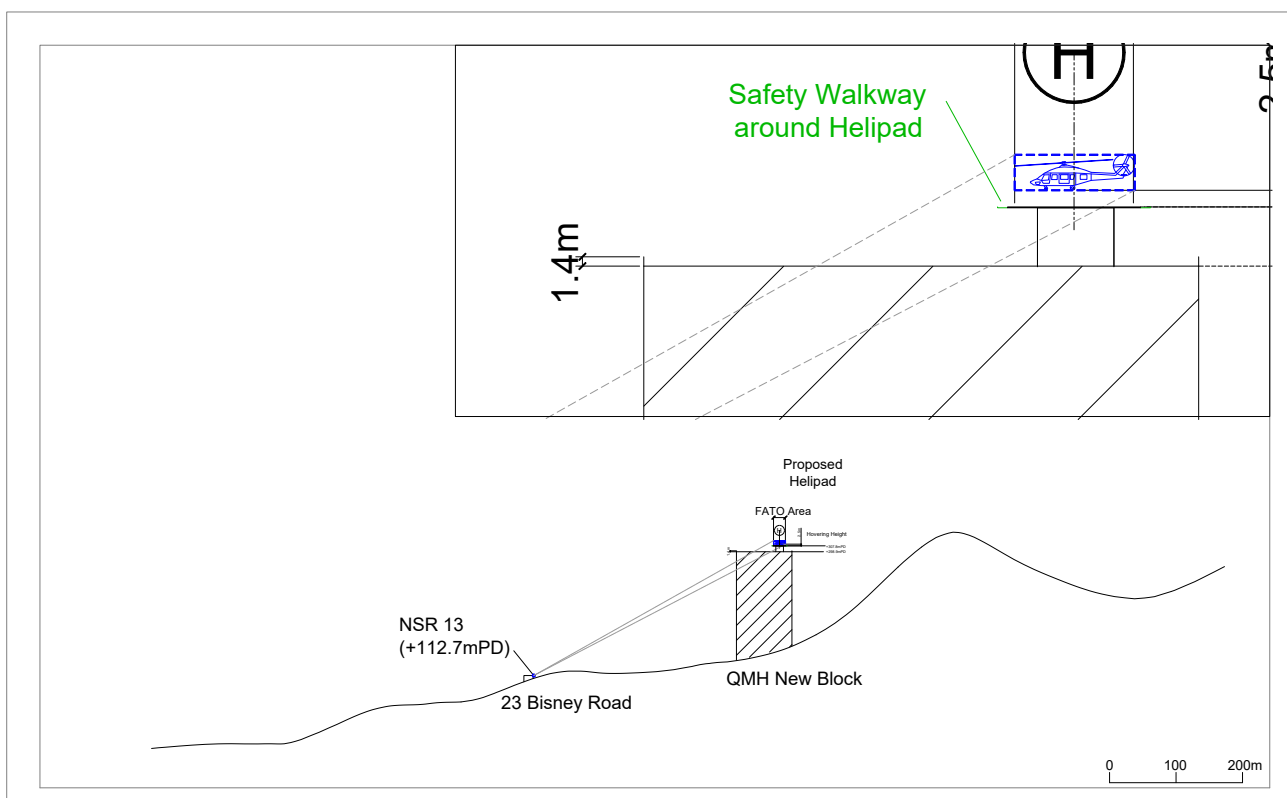 H
Safety Walkway
around Helipad
1.4m
Proposed
Helipad
FATO Area
H
Hovering Height
NSR 13
(+112.7mPD)
23 Bisney Road
QMH New Block
0 100 200m